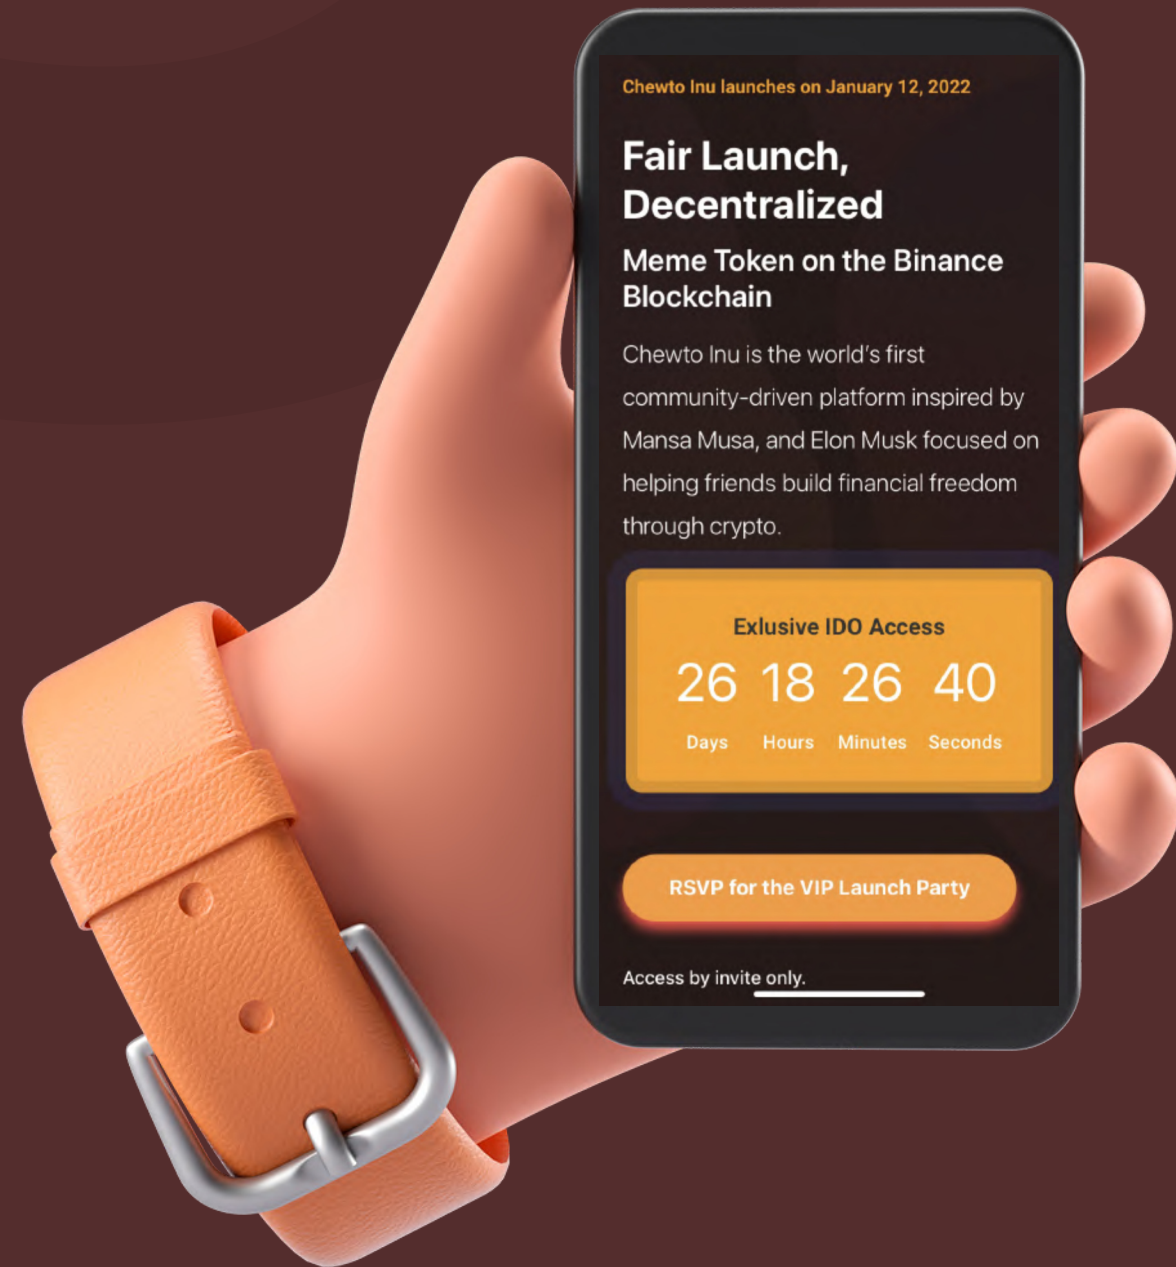 Chewto Inu launches on January 12, 2022
Fair Launch,
Decentralized
Meme Token on the Binance
Blockchain
Chewto Inu is the world's first
community-driven platform inspired by
Mansa Musa, and Elon Musk focused on
helping friends build financial freedom
through crypto.
Exlusive IDO Access
26 18 26 40
Days Hours Minutes Seconds
RSVP for the VIP Launch Party
Access by invite only.